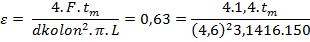 ε = 4.F.t_m / dkolon².π.L = 0,63 = 4.1,4.t_m / (4,6)²3,1416.150